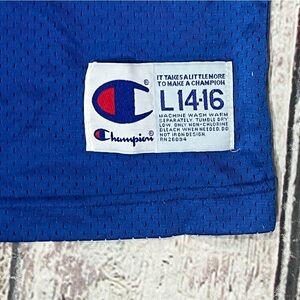 IT TAKES A LITTLE MORE
TO MAKE A CHAMPION
®
L 14-16
MACHINE WASH WARM
SEPARATELY. TUMBLE DRY
LOW. ONLY NON-CHLORINE
BLEACH WHEN NEEDED. DO
NOT IRON DESIGN.
RN 26094
Champion